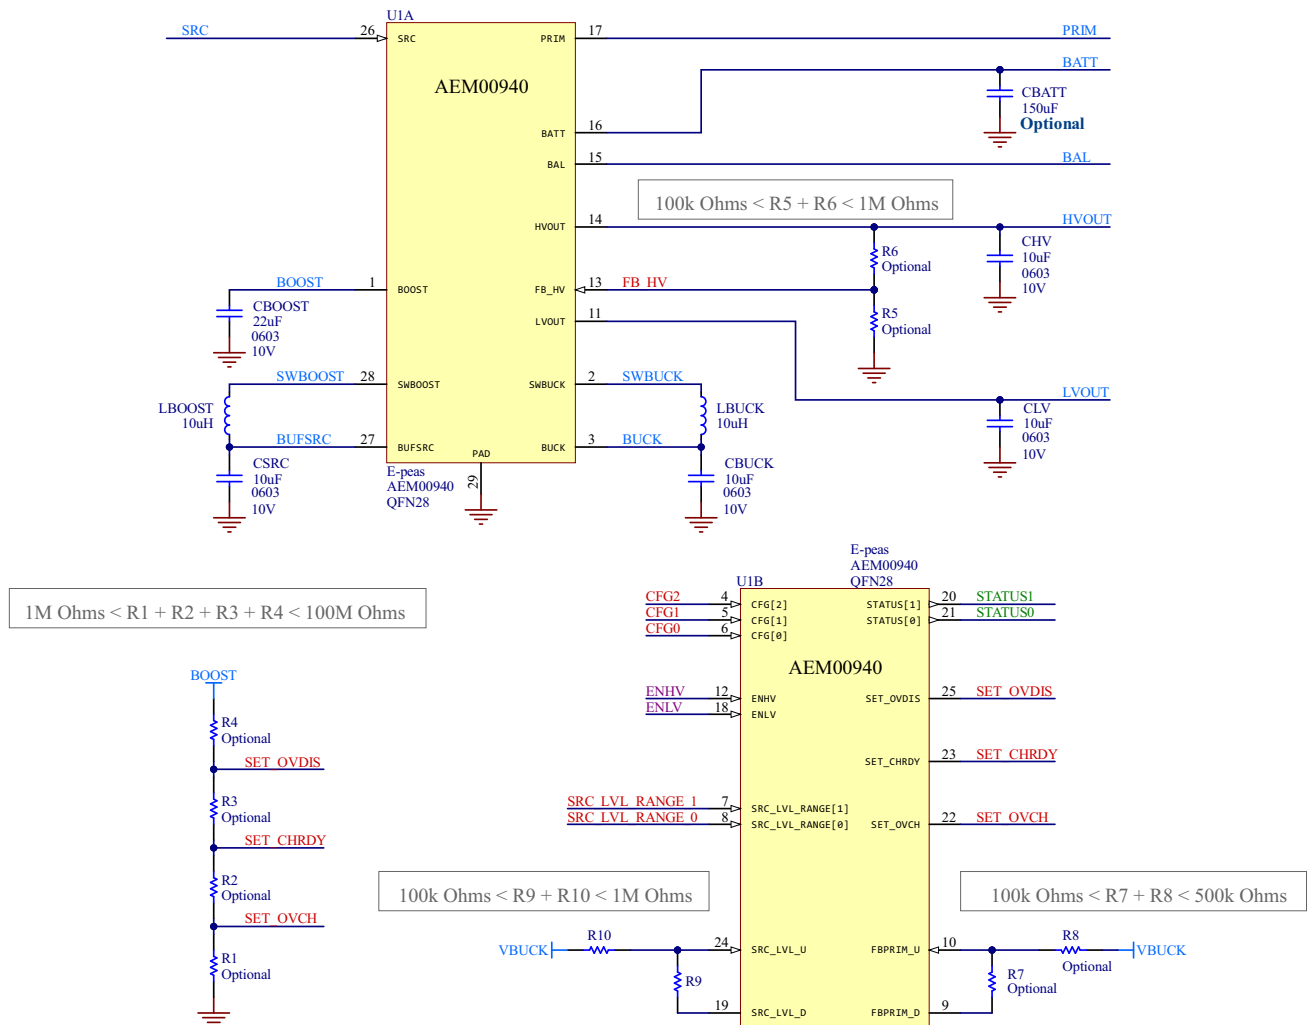 U1A
SRC
26
SRC
PRIM
17
PRIM
BATT
AEM00940
CBATT
150uF
Optional
BATT
16
BAL
15
BAL
100k Ohms < R5 + R6 < 1M Ohms
HVOUT
14
HVOUT
R6
Optional
CHV
10uF
0603
10V
BOOST
1
BOOST
FB_HV
13
FB_HV
CBOOST
22uF
0603
10V
LVOUT
11
R5
Optional
SWBOOST
28
SWBOOST
SWBUCK
2
SWBUCK
LVOUT
LBOOST
10uH
LBUCK
10uH
CLV
10uF
0603
10V
BUFSRC
27
BUFSRC
BUCK
3
BUCK
PAD
29
CSRC
10uF
0603
10V
E-peas
AEM00940
QFN28
CBUCK
10uF
0603
10V
E-peas
AEM00940
QFN28
U1B
1M Ohms < R1 + R2 + R3 + R4 < 100M Ohms
CFG2
4
CFG[2]
STATUS[1]
20
STATUS1
CFG1
5
CFG[1]
STATUS[0]
21
STATUS0
CFG0
6
CFG[0]
AEM00940
BOOST
ENHV
12
ENHV
SET_OVDIS
25
SET_OVDIS
ENLV
18
ENLV
R4
Optional
SET_OVDIS
SET_CHRDY
23
SET_CHRDY
R3
Optional
SRC_LVL_RANGE_1
7
SRC_LVL_RANGE[1]
SRC_LVL_RANGE_0
8
SRC_LVL_RANGE[0]
SET_OVCH
22
SET_OVCH
SET_CHRDY
R2
Optional
100k Ohms < R9 + R10 < 1M Ohms
100k Ohms < R7 + R8 < 500k Ohms
SET_OVCH
R1
Optional
VBUCK
R10
24
SRC_LVL_U
FBPRIM_U
10
R8
Optional
VBUCK
R9
R7
Optional
19
SRC_LVL_D
FBPRIM_D
9